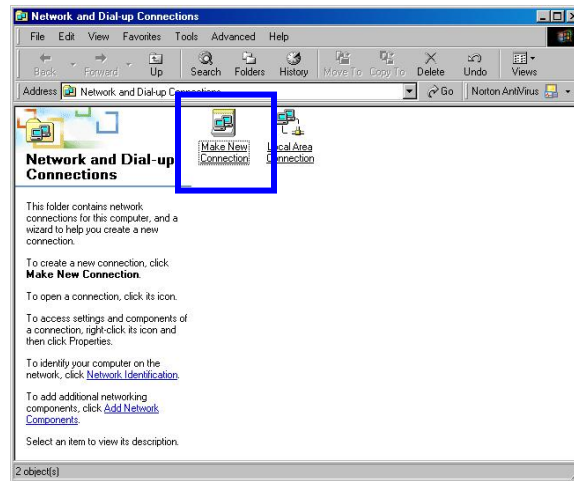 Network and Dial-up Connections
File Edit View Favorites Tools Advanced Help
Back Forward Up Search Folders History Move To Copy To Delete Undo Views
Address Network and Dial-up Connections Go Norton AntiVirus
Make New
Connection
Local Area
Connection
Network and Dial-up
Connections
This folder contains network
connections for this computer, and a
wizard to help you create a new
connection.
To create a new connection, click
Make New Connection.
To open a connection, click its icon.
To access settings and components of
a connection, right-click its icon and
then click Properties.
To identify your computer on the
network, click Network Identification.
To add additional networking
components, click Add Network
Components.
Select an item to view its description.
2 object(s)